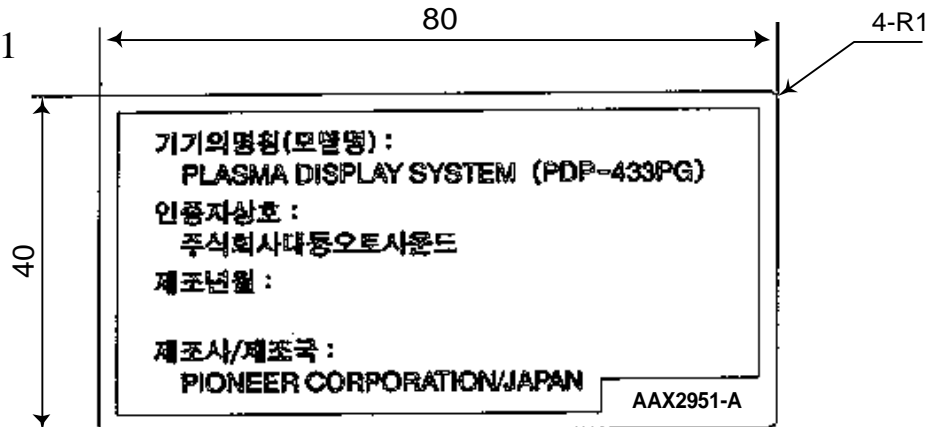 80
4-R1
1
40
기기의명칭(모델명) :
PLASMA DISPLAY SYSTEM (PDP-433PG)
인증자상호 :
주식회사대동오토사운드
제조년월 :
제조사/제조국 :
PIONEER CORPORATION/JAPAN
AAX2951-A